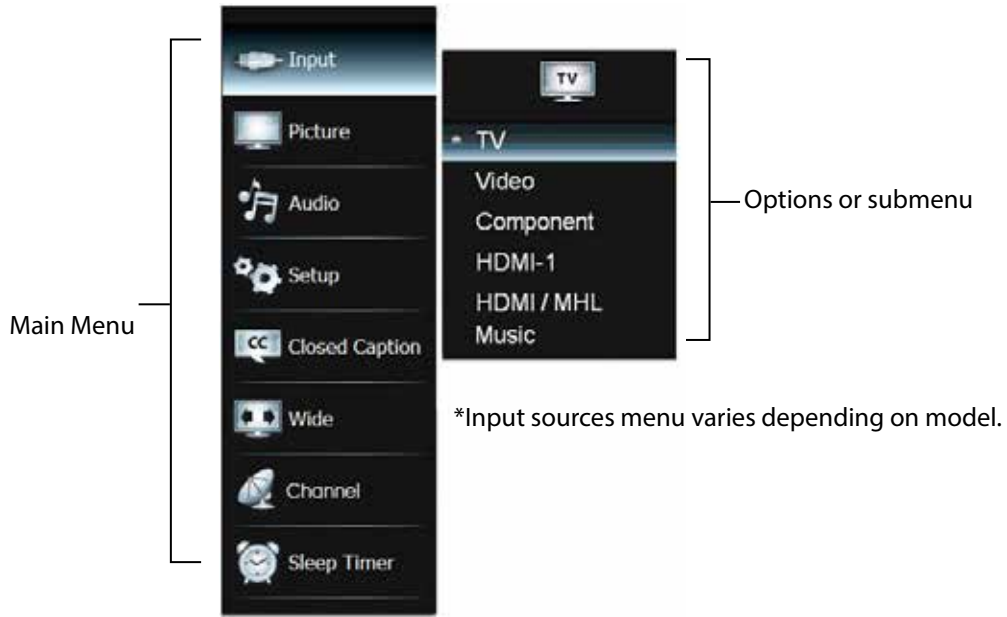 Main Menu
Input
Picture
Audio
Setup
CC
Closed Caption
Wide
Channel
Sleep Timer
TV
TV
Video
Component
HDMI-1
HDMI / MHL
Music
Options or submenu
*Input sources menu varies depending on model.